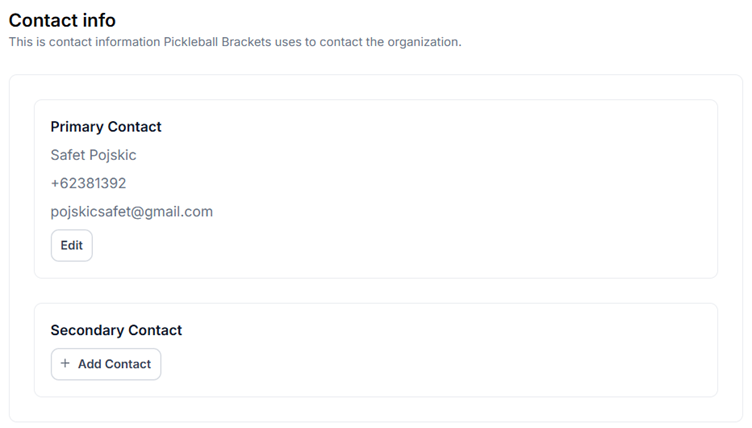 Contact info
This is contact information Pickleball Brackets uses to contact the organization.
Primary Contact
Safet Pojskic
+62381392
pojskicsafet@gmail.com
Edit
Secondary Contact
+ Add Contact